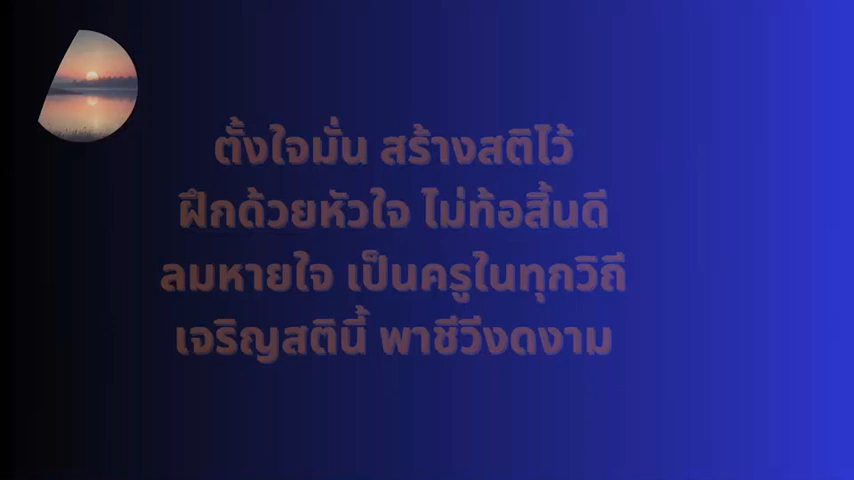 ตั้งใจมั่น สร้างสติไว้
ฝึกด้วยหัวใจ ไม่ท้อสิ้นดี
ลมหายใจ เป็นครูในทุกวิถี
เจริญสตินี้ พาชีวีงดงาม